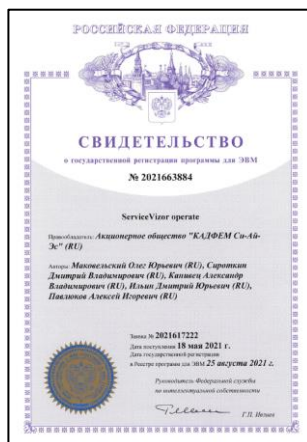 РОССИЙСКАЯ ФЕДЕРАЦИЯ
СВИДЕТЕЛЬСТВО
о государственной регистрации программы для ЭВМ
№ 2021663884
ServiceVizor operate
Правообладатель: Акционерное общество "КАДФЕМ Си-Ай-
Эс" (RU)
Авторы: Маковельский Олег Юрьевич (RU), Сироткин
Дмитрий Владимирович (RU), Канивец Александр
Владимирович (RU), Ильин Дмитрий Юрьевич (RU),
Павлюков Алексей Игоревич (RU)
Заявка № 2021617222
Дата поступления 18 мая 2021 г.
Дата государственной регистрации
в Реестре программ для ЭВМ 25 августа 2021 г.
Руководитель Федеральной службы
по интеллектуальной собственности
Г.П. Ивлиев